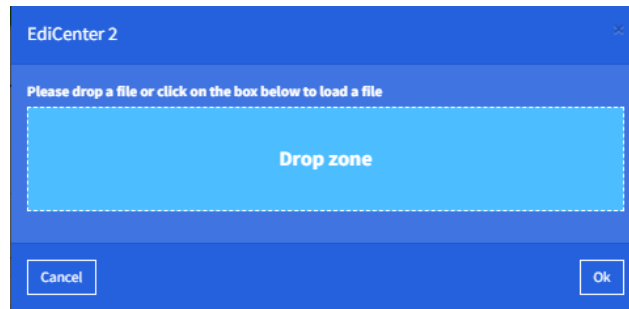 EdiCenter 2
×
Please drop a file or click on the box below to load a file
Drop zone
Cancel
Ok